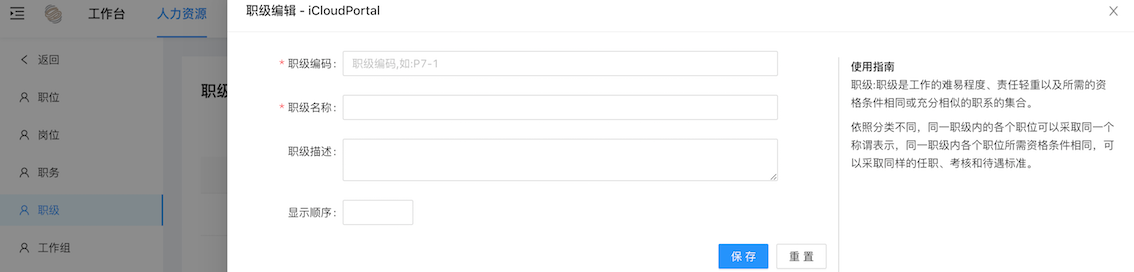 工作台
人力资源
职级编辑 - iCloudPortal
返回
职位
岗位
职务
职级
工作组
职级
* 职级编码:
职级编码,如:P7-1
* 职级名称:
职级描述:
显示顺序:
保 存
重 置
使用指南
职级:职级是工作的难易程度、责任轻重以及所需的资
格条件相同或充分相似的职系的集合。
依照分类不同，同一职级内的各个职位可以采取同一个
称谓表示，同一职级内各个职位所需资格条件相同，可
以采取同样的任职、考核和待遇标准。